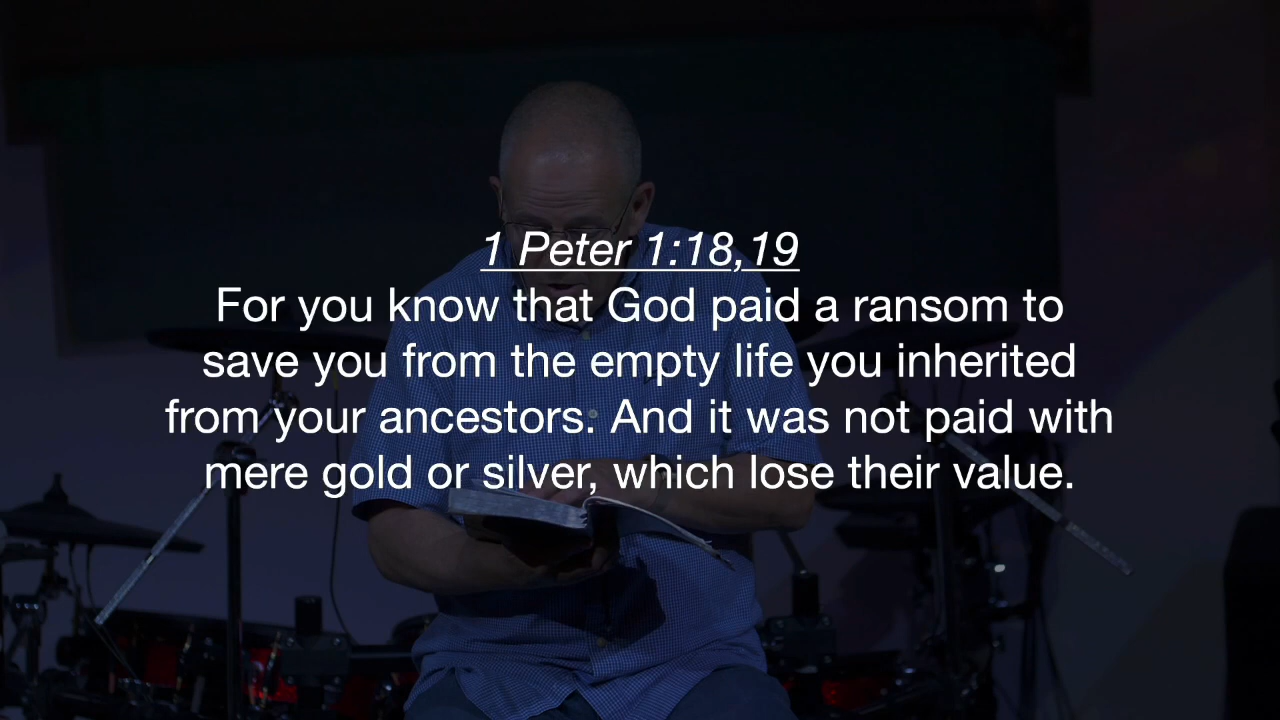 1 Peter 1:18,19
For you know that God paid a ransom to
save you from the empty life you inherited
from your ancestors. And it was not paid with
mere gold or silver, which lose their value.